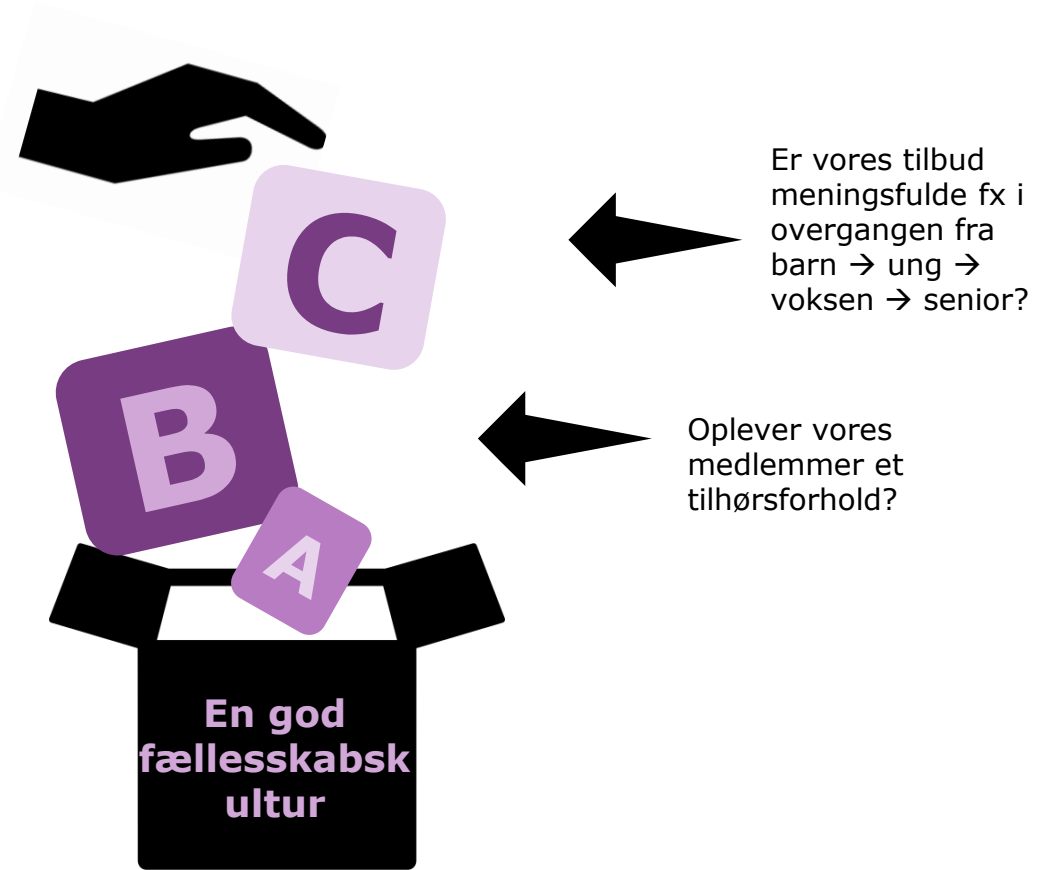 C
Er vores tilbud
meningsfulde fx i
overgangen fra
barn → ung →
voksen → senior?
B
Oplever vores
medlemmer et
tilhørsforhold?
A
En god
fællesskabsk
ultur